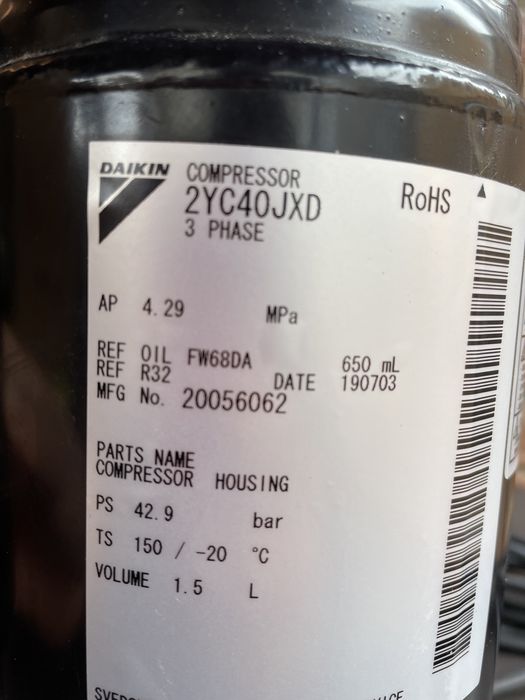 DAIKIN COMPRESSOR
2YC40JXD
3 PHASE
RoHS
AP 4.29 MPa
REF OIL FW68DA 650 mL
REF R32 DATE 190703
MFG No. 20056062
PARTS NAME
COMPRESSOR HOUSING
PS 42.9 bar
TS 150 / -20 °C
VOLUME 1.5 L